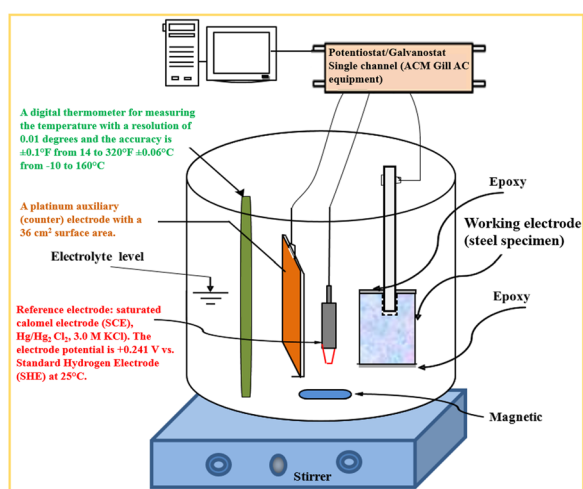 Potentiostat/Galvanostat
Single channel (ACM Gill AC
equipment)
A digital thermometer for measuring
the temperature with a resolution of
0.01 degrees and the accuracy is
±0.1°F from 14 to 320°F ±0.06°C
from -10 to 160°C
A platinum auxiliary
(counter) electrode with a
36 cm² surface area.
Electrolyte level
Reference electrode: saturated
calomel electrode (SCE),
Hg/Hg₂ Cl₂, 3.0 M KCl). The
electrode potential is +0.241 V vs.
Standard Hydrogen Electrode
(SHE) at 25°C.
Epoxy
Working electrode
(steel specimen)
Epoxy
Magnetic
Stirrer